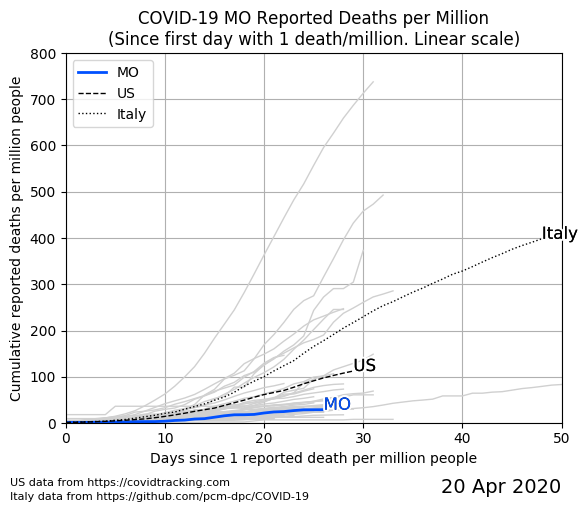 COVID-19 MO Reported Deaths per Million
(Since first day with 1 death/million. Linear scale)
Cumulative reported deaths per million people
800
700
600
500
400
300
200
100
0
MO
US
Italy
Italy
US
MO
0 10 20 30 40 50
Days since 1 reported death per million people
US data from https://covidtracking.com
Italy data from https://github.com/pcm-dpc/COVID-19
20 Apr 2020